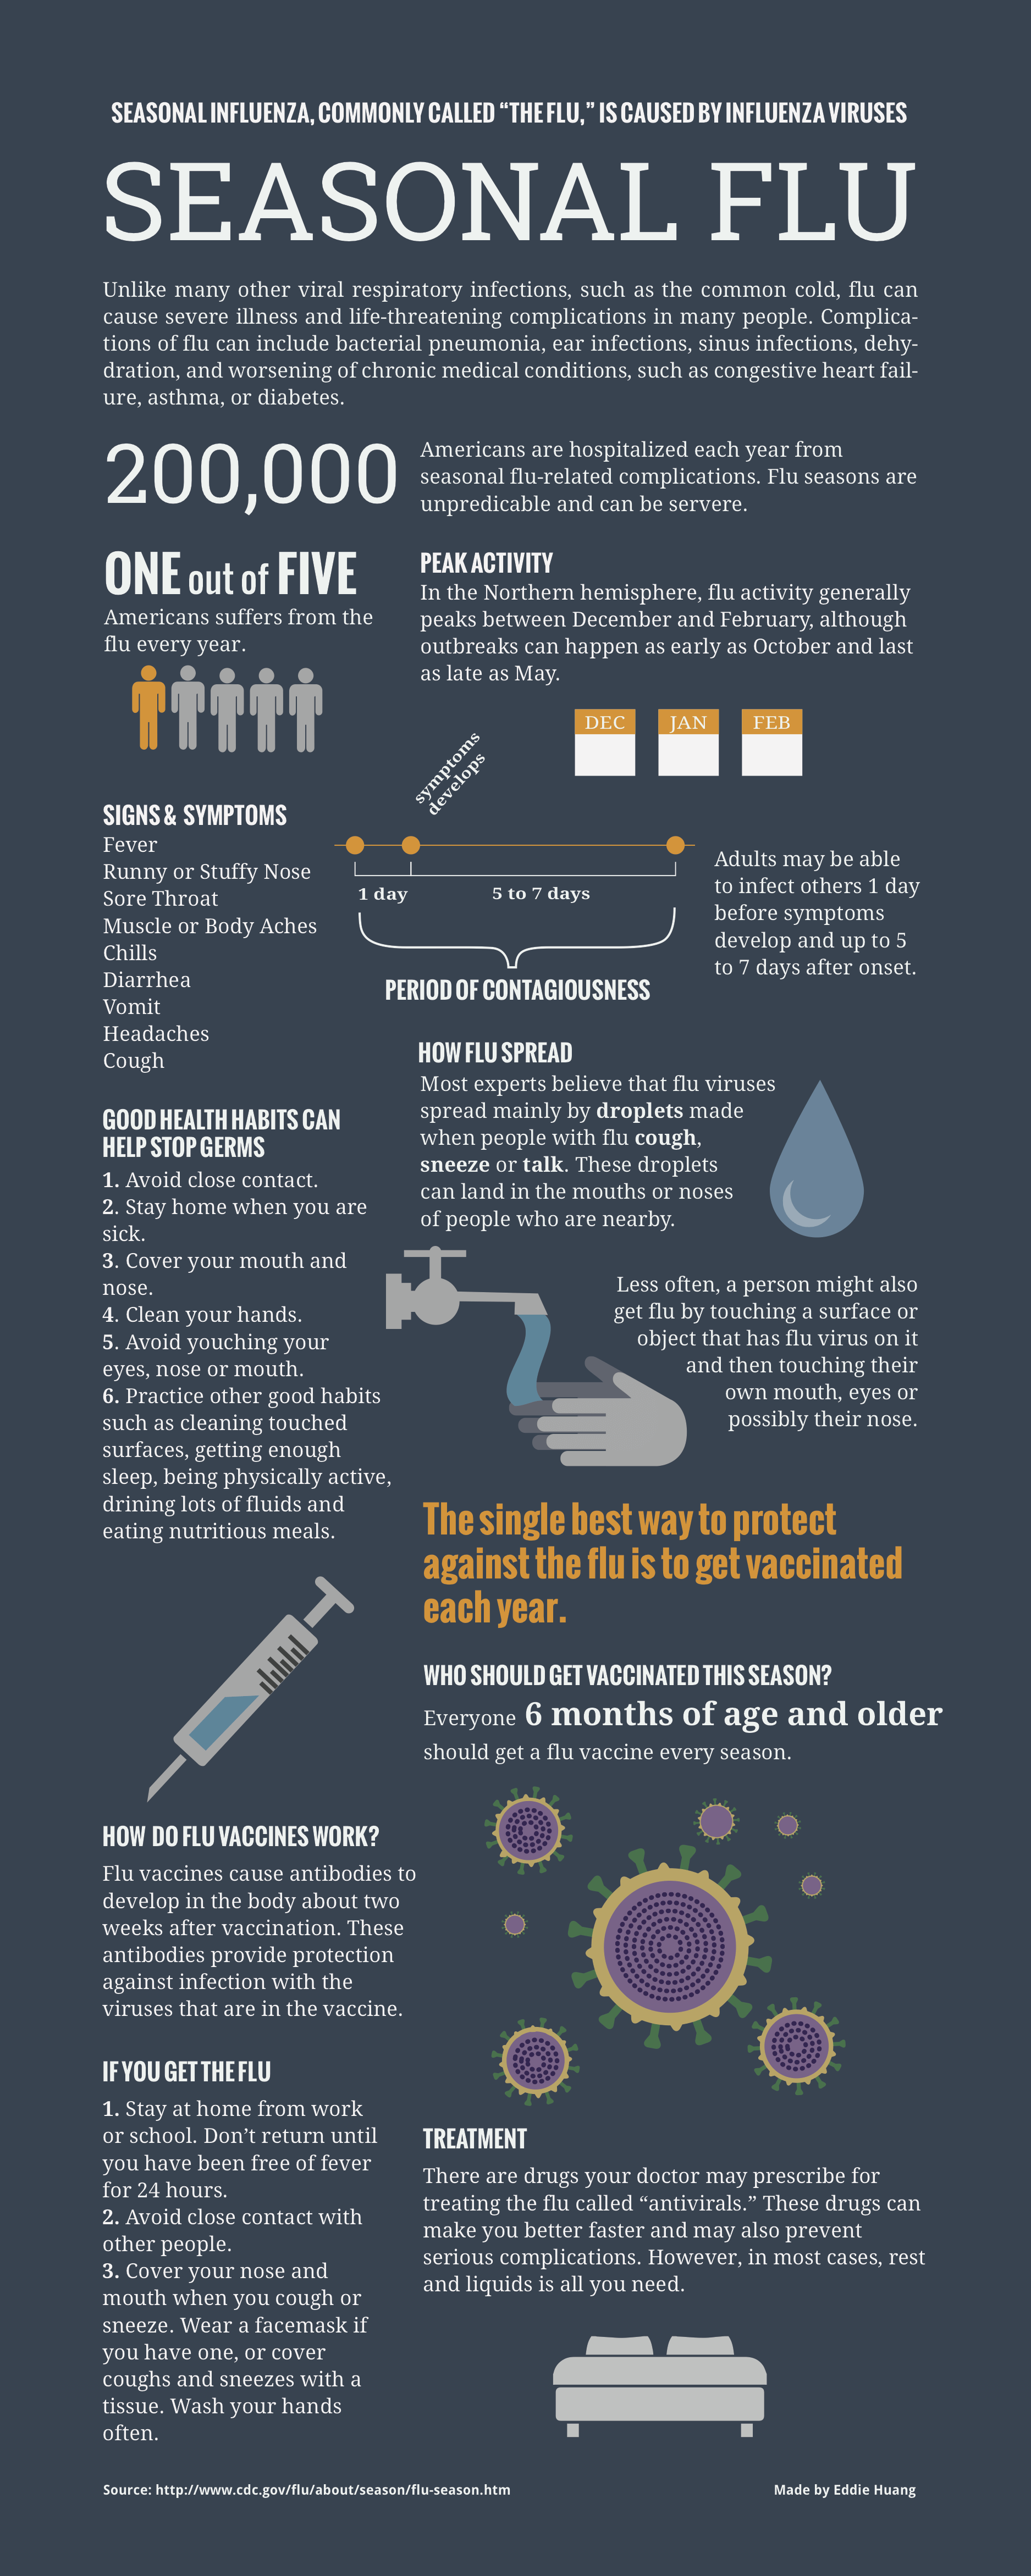 SEASONAL INFLUENZA, COMMONLY CALLED “THE FLU,” IS CAUSED BY INFLUENZA VIRUSES
SEASONAL FLU
Unlike many other viral respiratory infections, such as the common cold, flu can
cause severe illness and life-threatening complications in many people. Complica-
tions of flu can include bacterial pneumonia, ear infections, sinus infections, dehy-
dration, and worsening of chronic medical conditions, such as congestive heart fail-
ure, asthma, or diabetes.
200,000
Americans are hospitalized each year from
seasonal flu-related complications. Flu seasons are
unpredicable and can be servere.
ONE out of FIVE
Americans suffers from the
flu every year.
PEAK ACTIVITY
In the Northern hemisphere, flu activity generally
peaks between December and February, although
outbreaks can happen as early as October and last
as late as May.
DEC
JAN
FEB
SIGNS & SYMPTOMS
Fever
Runny or Stuffy Nose
Sore Throat
Muscle or Body Aches
Chills
Diarrhea
Vomit
Headaches
Cough
symptoms
develops
1 day
5 to 7 days
PERIOD OF CONTAGIOUSNESS
Adults may be able
to infect others 1 day
before symptoms
develop and up to 5
to 7 days after onset.
HOW FLU SPREAD
Most experts believe that flu viruses
spread mainly by droplets made
when people with flu cough,
sneeze or talk. These droplets
can land in the mouths or noses
of people who are nearby.
GOOD HEALTH HABITS CAN
HELP STOP GERMS
1. Avoid close contact.
2. Stay home when you are
sick.
3. Cover your mouth and
nose.
4. Clean your hands.
5. Avoid youching your
eyes, nose or mouth.
6. Practice other good habits
such as cleaning touched
surfaces, getting enough
sleep, being physically active,
drining lots of fluids and
eating nutritious meals.
Less often, a person might also
get flu by touching a surface or
object that has flu virus on it
and then touching their
own mouth, eyes or
possibly their nose.
The single best way to protect
against the flu is to get vaccinated
each year.
WHO SHOULD GET VACCINATED THIS SEASON?
Everyone 6 months of age and older
should get a flu vaccine every season.
HOW DO FLU VACCINES WORK?
Flu vaccines cause antibodies to
develop in the body about two
weeks after vaccination. These
antibodies provide protection
against infection with the
viruses that are in the vaccine.
IF YOU GET THE FLU
1. Stay at home from work
or school. Don’t return until
you have been free of fever
for 24 hours.
2. Avoid close contact with
other people.
3. Cover your nose and
mouth when you cough or
sneeze. Wear a facemask if
you have one, or cover
coughs and sneezes with a
tissue. Wash your hands
often.
TREATMENT
There are drugs your doctor may prescribe for
treating the flu called “antivirals.” These drugs can
make you better faster and may also prevent
serious complications. However, in most cases, rest
and liquids is all you need.
Source: http://www.cdc.gov/flu/about/season/flu-season.htm
Made by Eddie Huang